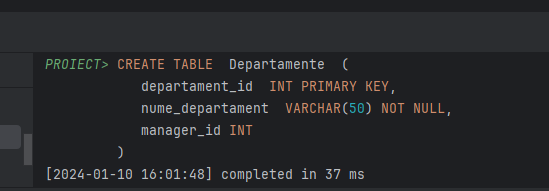 PROIECT> CREATE TABLE  Departamente  (
            departament_id  INT PRIMARY KEY,
            nume_departament  VARCHAR(50) NOT NULL,
            manager_id INT
         )
[2024-01-10 16:01:48] completed in 37 ms